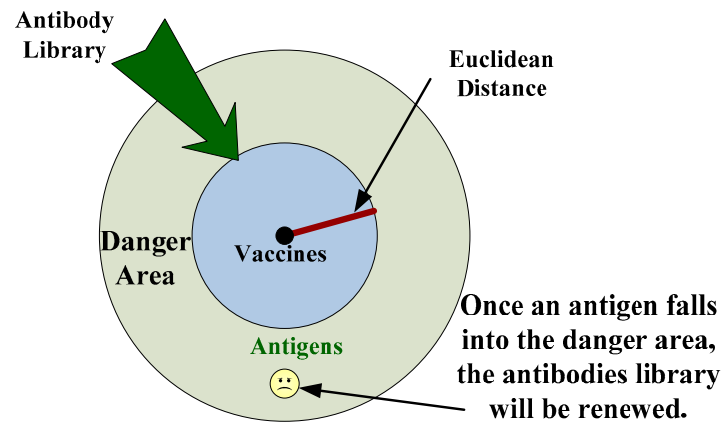 Antibody
Library
Euclidean
Distance
Danger
Area
Vaccines
Antigens
Once an antigen falls
into the danger area,
the antibodies library
will be renewed.